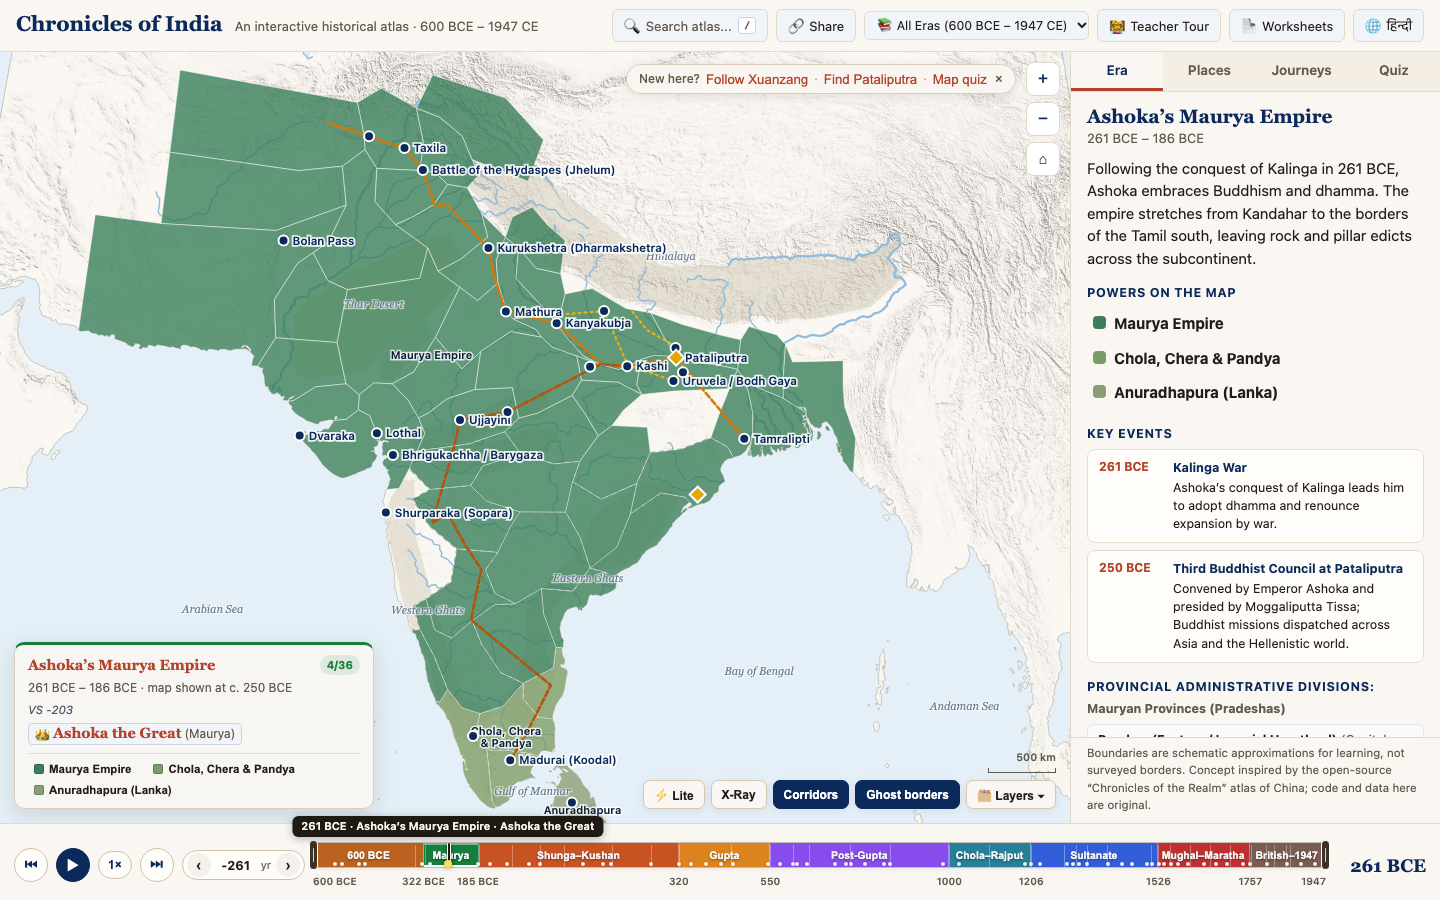 Chronicles of India
An interactive historical atlas · 600 BCE – 1947 CE
Search atlas... /
Share
All Eras (600 BCE – 1947 CE)
Teacher Tour
Worksheets
हिन्दी
New here? Follow Xuanzang · Find Pataliputra · Map quiz ×
+
−
⌂
Taxila
Battle of the Hydaspes (Jhelum)
Bolan Pass
Kurukshetra (Dharmakshetra)
Himalaya
Thar Desert
Mathura
Kanyakubja
Maurya Empire
Pataliputra
Kashi
Uruvela / Bodh Gaya
Ujjayini
Dvaraka
Lothal
Tamralipti
Bhrigukachha / Barygaza
Shurparaka (Sopara)
Eastern Ghats
Western Ghats
Arabian Sea
Bay of Bengal
Andaman Sea
Chola, Chera
& Pandya
Madurai (Koodal)
Gulf of Mannar
Anuradhapura
500 km
Lite
X-Ray
Corridors
Ghost borders
Layers
Ashoka’s Maurya Empire
4/36
261 BCE – 186 BCE · map shown at c. 250 BCE
VS -203
Ashoka the Great (Maurya)
Maurya Empire
Chola, Chera & Pandya
Anuradhapura (Lanka)
Era
Places
Journeys
Quiz
Ashoka’s Maurya Empire
261 BCE – 186 BCE
Following the conquest of Kalinga in 261 BCE,
Ashoka embraces Buddhism and dhamma. The
empire stretches from Kandahar to the borders
of the Tamil south, leaving rock and pillar edicts
across the subcontinent.
POWERS ON THE MAP
Maurya Empire
Chola, Chera & Pandya
Anuradhapura (Lanka)
KEY EVENTS
261 BCE
Kalinga War
Ashoka’s conquest of Kalinga leads him
to adopt dhamma and renounce
expansion by war.
250 BCE
Third Buddhist Council at Pataliputra
Convened by Emperor Ashoka and
presided by Moggaliputta Tissa;
Buddhist missions dispatched across
Asia and the Hellenistic world.
PROVINCIAL ADMINISTRATIVE DIVISIONS:
Mauryan Provinces (Pradeshas)
Boundaries are schematic approximations for learning, not
surveyed borders. Concept inspired by the open-source
“Chronicles of the Realm” atlas of China; code and data here
are original.
261 BCE · Ashoka’s Maurya Empire · Ashoka the Great
1×
‹ -261 yr ›
600 BCE
Maurya
Shunga–Kushan
Gupta
Post-Gupta
Chola–Rajput
Sultanate
Mughal–Maratha
British–1947
600 BCE
322 BCE
185 BCE
320
550
1000
1206
1526
1757
1947
261 BCE